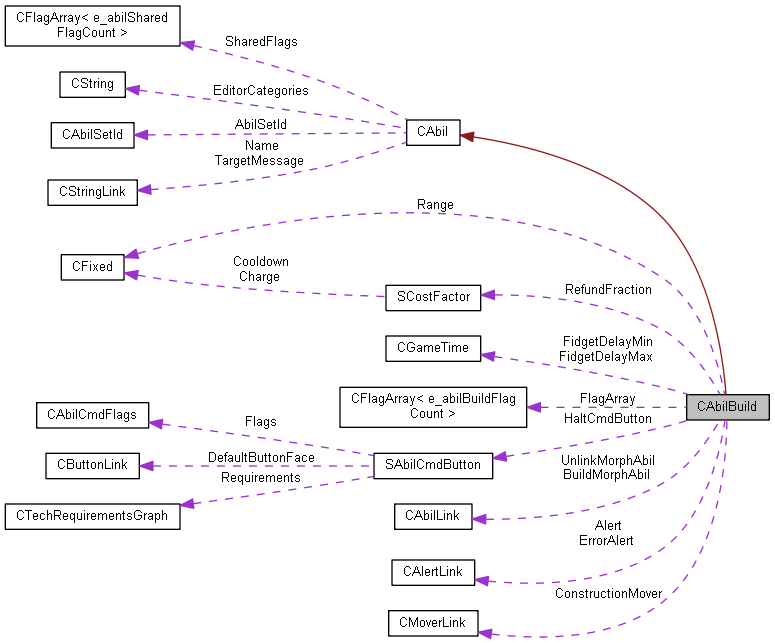 CFlagArray< e_abilShared
FlagCount >
SharedFlags
CString
EditorCategories
CAbilSetId
AbilSetId
CAbil
Name
TargetMessage
CStringLink
Range
CFixed
Cooldown
Charge
SCostFactor
RefundFraction
FidgetDelayMin
FidgetDelayMax
CGameTime
CFlagArray< e_abilBuildFlag
Count >
FlagArray
CAbilBuild
HaltCmdButton
CAbilCmdFlags
Flags
CButtonLink
DefaultButtonFace
SAbilCmdButton
Requirements
CTechRequirementsGraph
UnlinkMorphAbil
BuildMorphAbil
CAbilLink
Alert
ErrorAlert
CAlertLink
ConstructionMover
CMoverLink